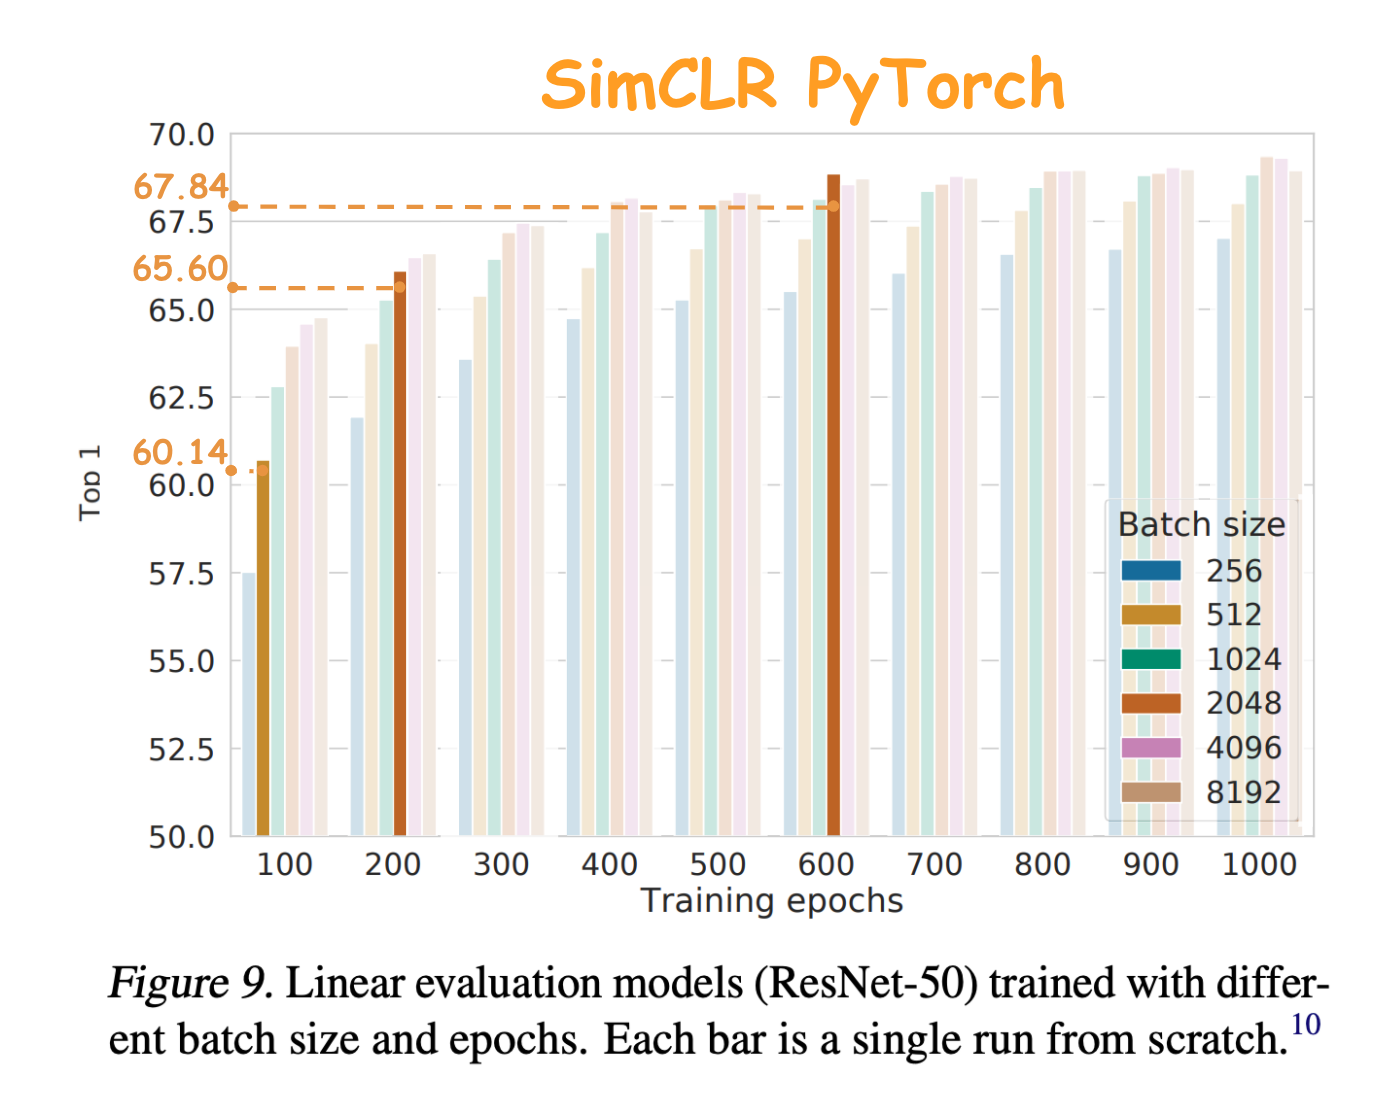 SimCLR PyTorch
70.0
67.84
67.5
65.60
65.0
62.5
60.14
60.0
57.5
55.0
52.5
50.0
Top 1
Batch size
256
512
1024
2048
4096
8192
100 200 300 400 500 600 700 800 900 1000
Training epochs
Figure 9. Linear evaluation models (ResNet-50) trained with differ-
ent batch size and epochs. Each bar is a single run from scratch.10